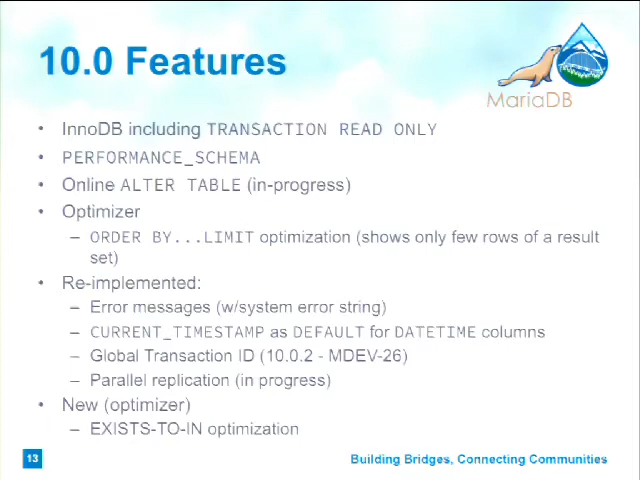 10.0 Features
MariaDB
• InnoDB including TRANSACTION READ ONLY
• PERFORMANCE_SCHEMA
• Online ALTER TABLE (in-progress)
• Optimizer
– ORDER BY...LIMIT optimization (shows only few rows of a result
set)
• Re-implemented:
– Error messages (w/system error string)
– CURRENT_TIMESTAMP as DEFAULT for DATETIME columns
– Global Transaction ID (10.0.2 - MDEV-26)
– Parallel replication (in progress)
• New (optimizer)
– EXISTS-TO-IN optimization
13
Building Bridges, Connecting Communities